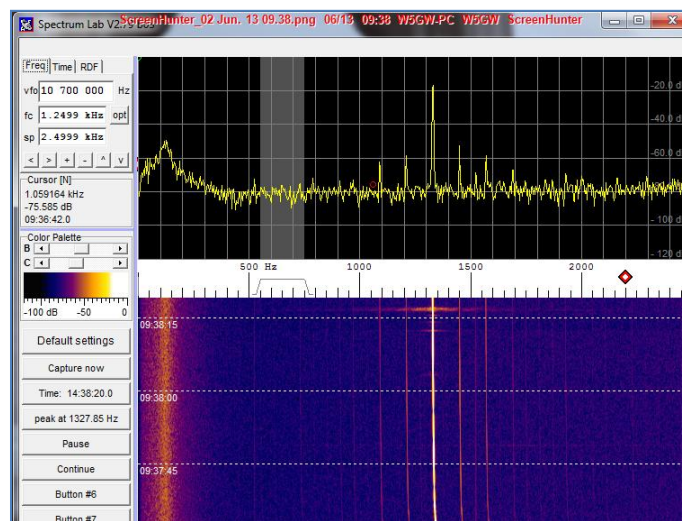 Spectrum Lab V2.79 b03
ScreenHunter_02 Jun. 13 09.38.png 06/13 09:38 W5GW-PC W5GW ScreenHunter
Freq Time RDF
vfo 10 700 000 Hz
fc 1.2499 kHz opt
sp 2.4999 kHz
< > + - ^ v
Cursor [N]
1.059164 kHz
-75.585 dB
09:36:42.0
Color Palette
B
C
-100 dB -50 0
Default settings
Capture now
Time: 14:38:20.0
peak at 1327.85 Hz
Pause
Continue
Button #6
Button #7
-20.0 d
-40.0 d
-60.0 d
-100 d
-120 d
500 Hz 1000 1500 2000
09:38:15
09:38:00
09:37:45